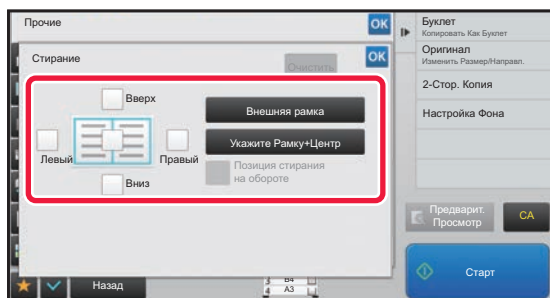 Прочие
OK
Стирание
Очистить
OK
Вверх
Левый
Правый
Вниз
Внешняя рамка
Укажите Рамку+Центр
Позиция стирания
на обороте
Назад
3 B4
4 A3
Буклет
Копировать Как Буклет
Оригинал
Изменить Размер/Направл.
2-Стор. Копия
Настройка Фона
Предварит.
Просмотр
CA
Старт